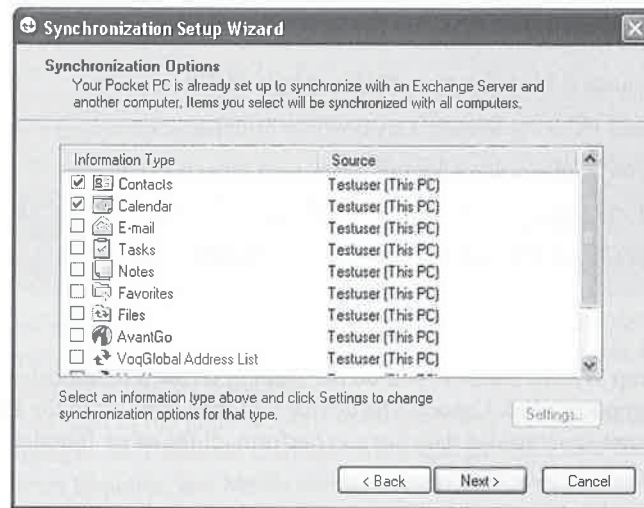 Synchronization Setup Wizard
Synchronization Options
Your Pocket PC is already set up to synchronize with an Exchange Server and
another computer, Items you select will be synchronized with all computers,
Information Type Source
Contacts Testuser (This PC)
Calendar Testuser (This PC)
E-mail Testuser (This PC)
Tasks Testuser (This PC)
Notes Testuser (This PC)
Favorites Testuser (This PC)
Files Testuser (This PC)
AvantGo Testuser (This PC)
VoqGlobal Address List Testuser (This PC)
Select an information type above and click Settings to change
synchronization options for that type.
Settings...
< Back Next > Cancel